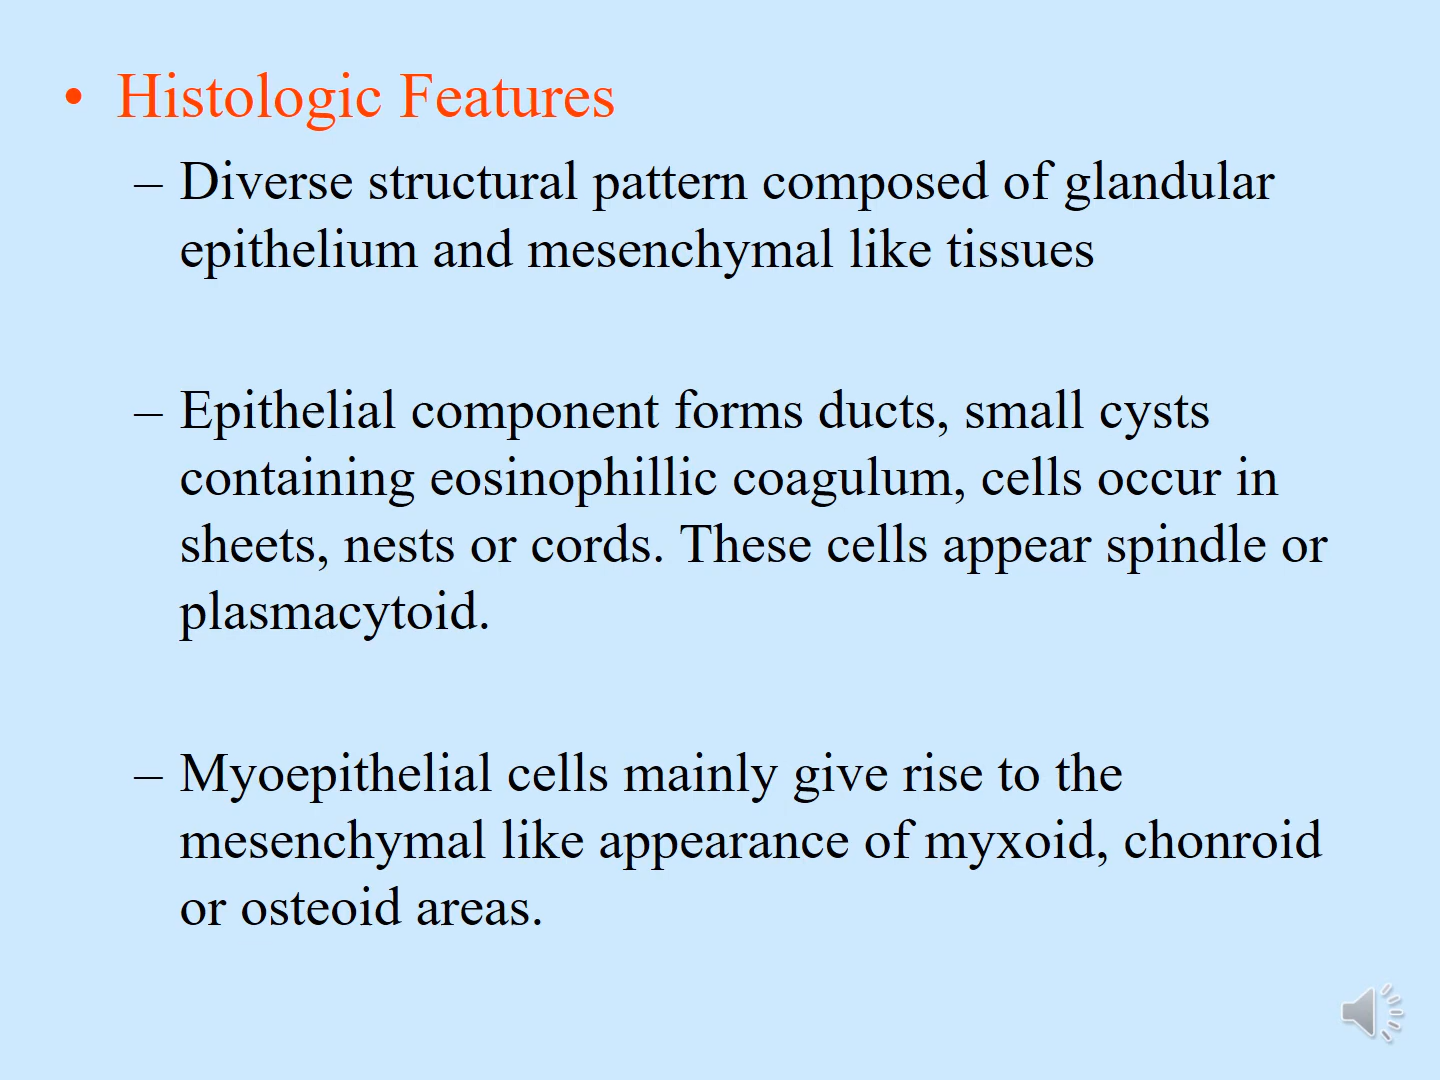 • Histologic Features
– Diverse structural pattern composed of glandular
epithelium and mesenchymal like tissues
– Epithelial component forms ducts, small cysts
containing eosinophillic coagulum, cells occur in
sheets, nests or cords. These cells appear spindle or
plasmacytoid.
– Myoepithelial cells mainly give rise to the
mesenchymal like appearance of myxoid, chonroid
or osteoid areas.